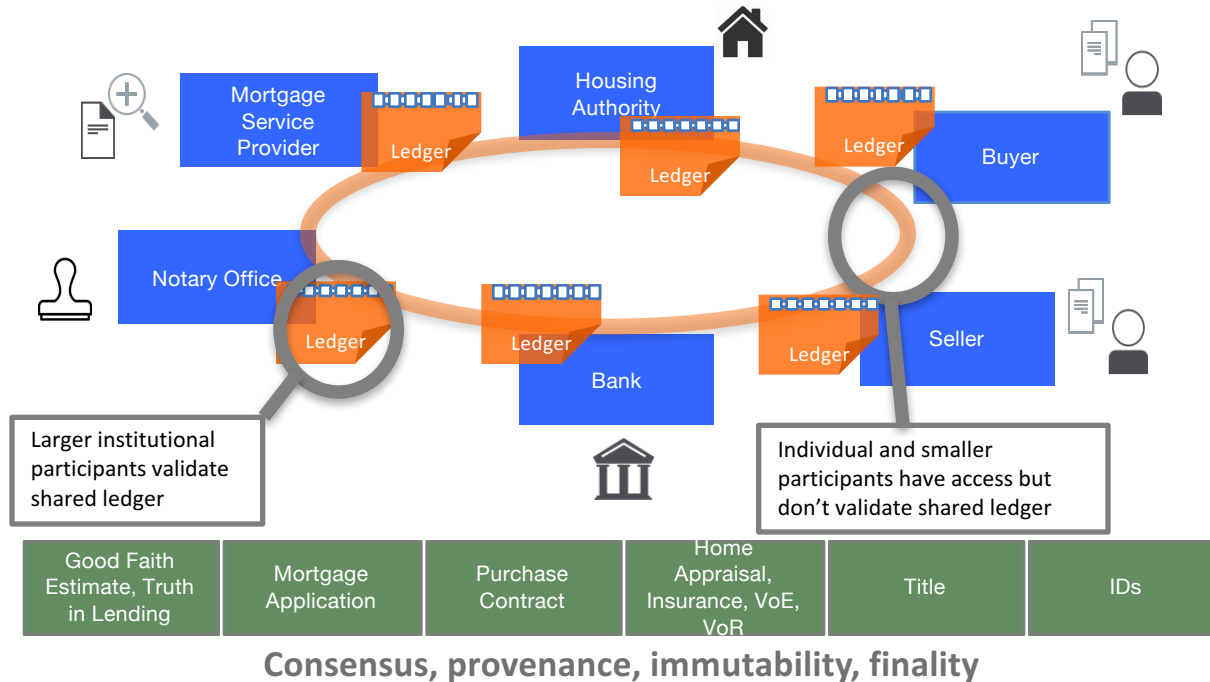 Housing
Authority
Mortgage
Service
Provider
Ledger
Ledger
Ledger
Buyer
Notary Office
Ledger
Ledger
Bank
Ledger
Seller
Larger institutional
participants validate
shared ledger
Individual and smaller
participants have access but
don’t validate shared ledger
Good Faith
Estimate, Truth
in Lending
Mortgage
Application
Purchase
Contract
Home
Appraisal,
Insurance, VoE,
VoR
Title
IDs
Consensus, provenance, immutability, finality